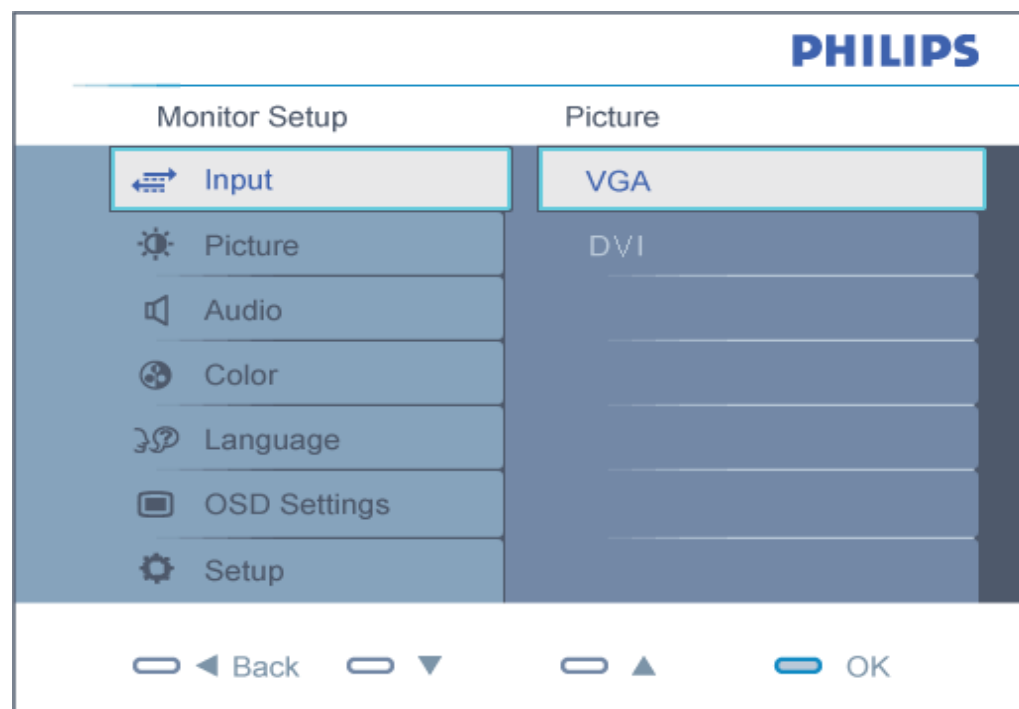 PHILIPS
Monitor Setup Picture
Input VGA
Picture DVI
Audio
Color
Language
OSD Settings
Setup
Back OK